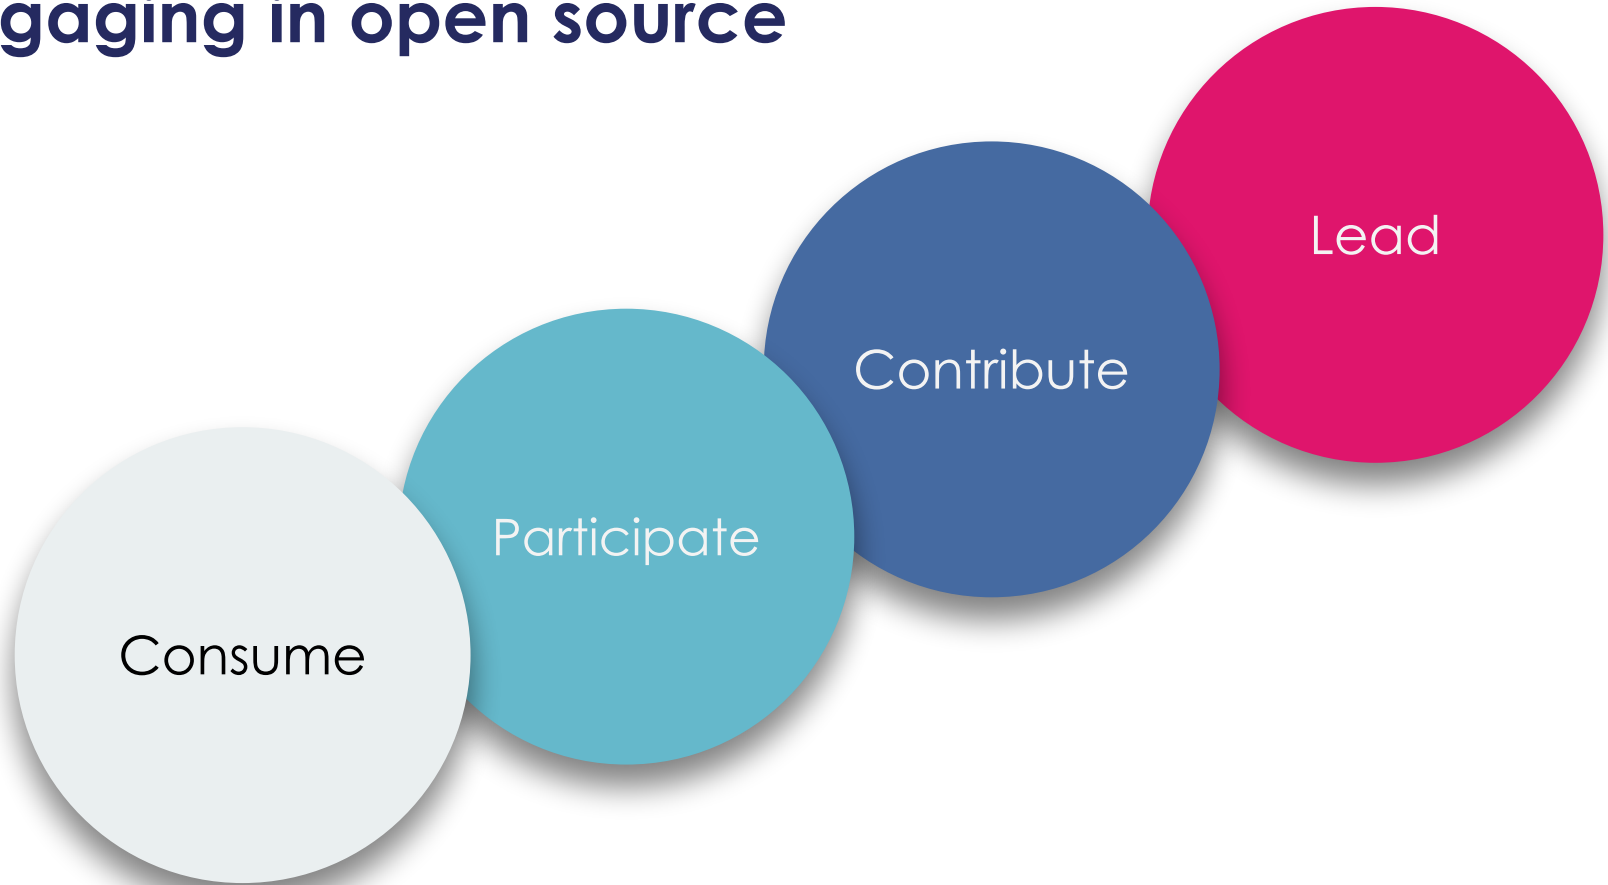 gaging in open source
Lead
Contribute
Participate
Consume